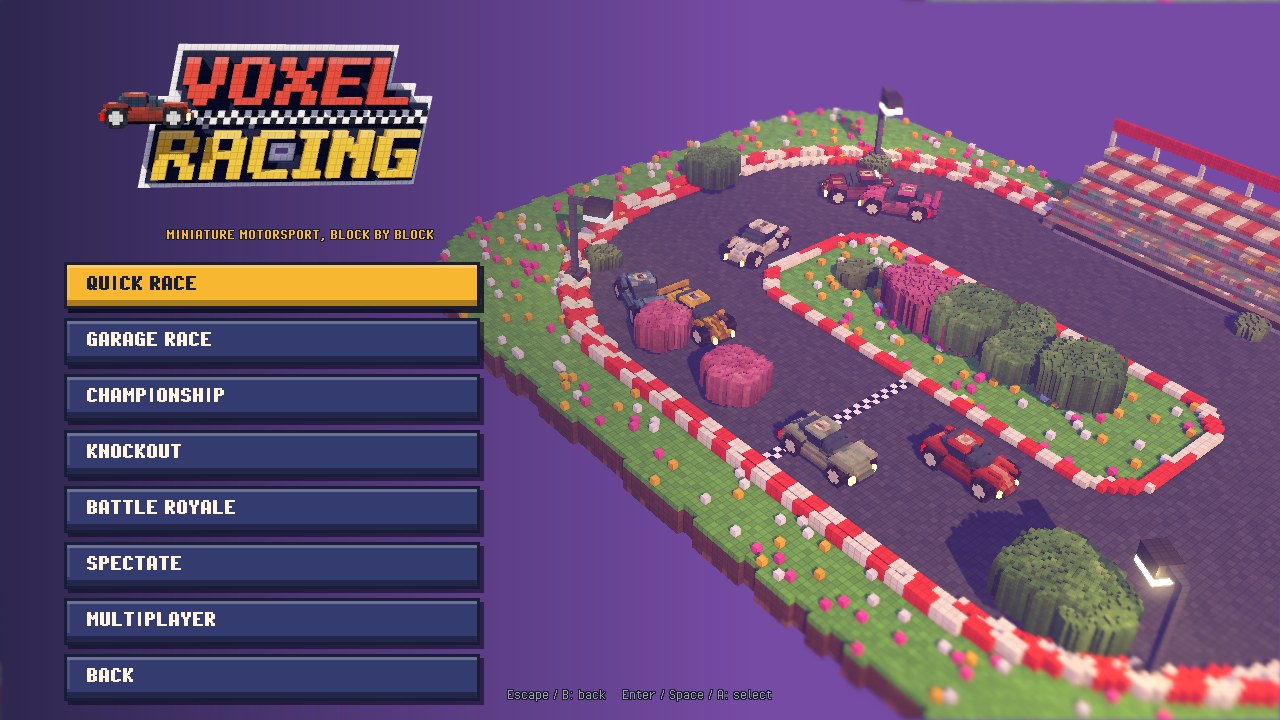 VOXEL
RACING
MINIATURE MOTORSPORT, BLOCK BY BLOCK
QUICK RACE
GARAGE RACE
CHAMPIONSHIP
KNOCKOUT
BATTLE ROYALE
SPECTATE
MULTIPLAYER
BACK
Escape / B: back Enter / Space / A: select